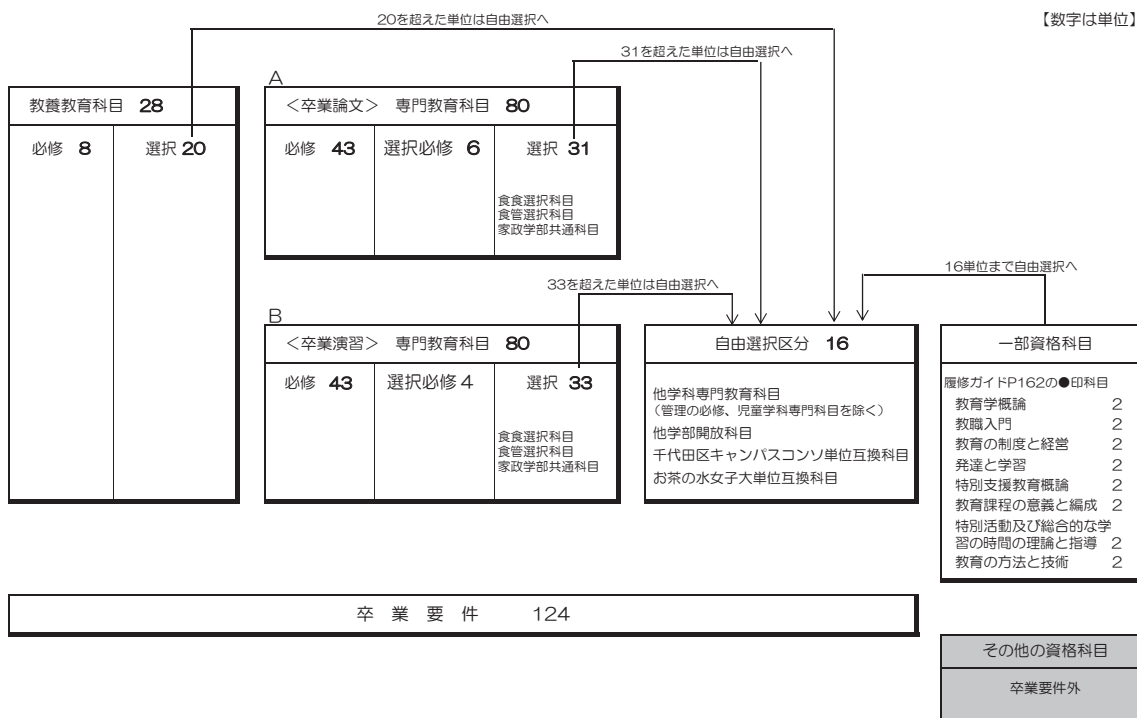 20を超えた単位は自由選択へ
【数字は単位】
31を超えた単位は自由選択へ
教養教育科目 28
必修 8
選択 20
A
<卒業論文> 専門教育科目 80
必修 43
選択必修 6
選択 31
食食選択科目
食管選択科目
家政学部共通科目
33を超えた単位は自由選択へ
16単位まで自由選択へ
B
<卒業演習> 専門教育科目 80
必修 43
選択必修 4
選択 33
食食選択科目
食管選択科目
家政学部共通科目
自由選択区分 16
他学科専門教育科目
(管理の必修、児童学科専門科目を除く)
他学部開放科目
千代田区キャンパスコンソ単位互換科目
お茶の水女子大単位互換科目
一部資格科目
履修ガイドP162の●印科目
教育学概論 2
教職入門 2
教育の制度と経営 2
発達と学習 2
特別支援教育概論 2
教育課程の意義と編成 2
特別活動及び総合的な学
習の時間の理論と指導 2
教育の方法と技術 2
卒業要件 124
その他の資格科目
卒業要件外